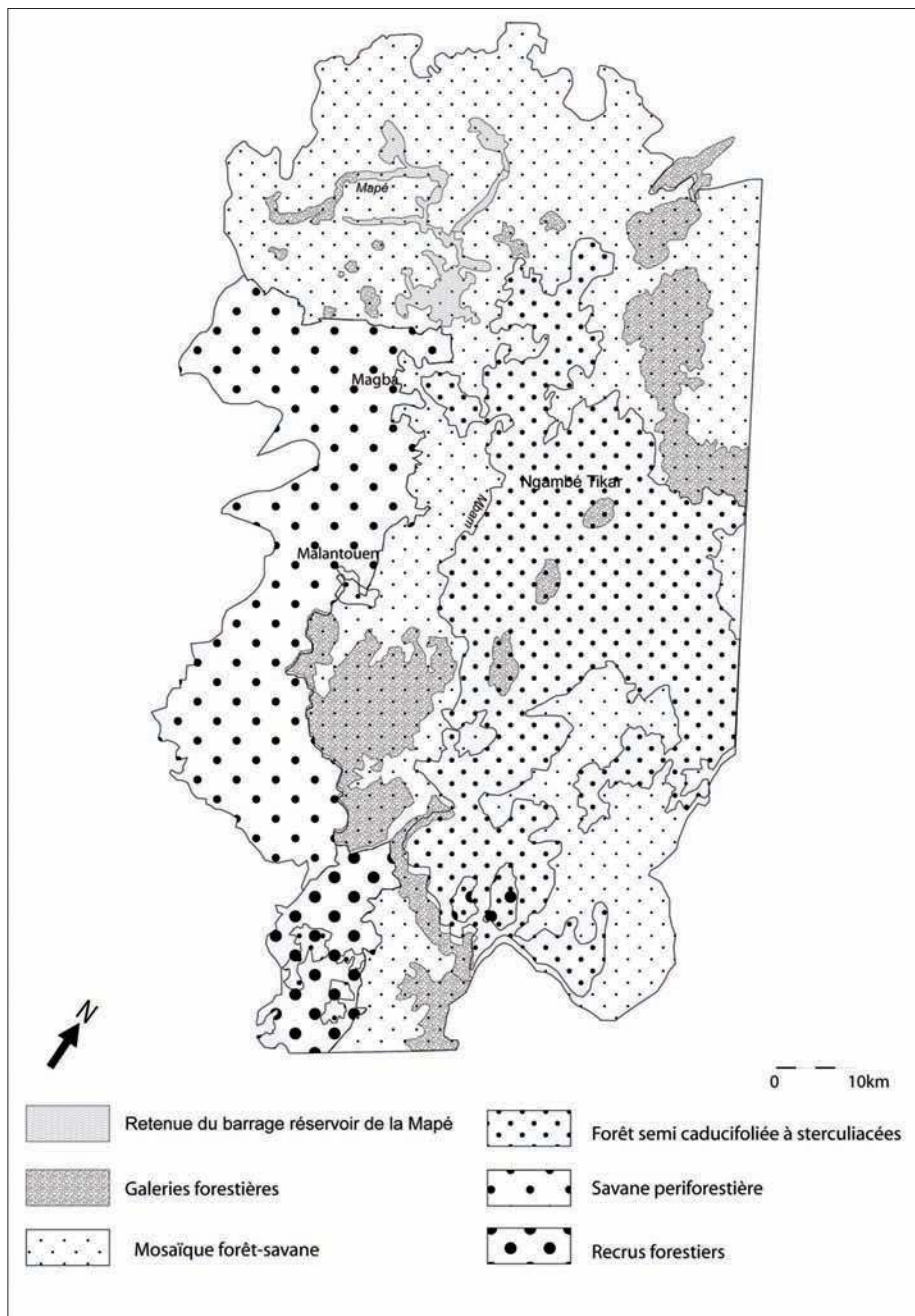 Mapé
Magba
Ngambé Tikar
Mbam
Malantouen
N
0 10km
Retenue du barrage réservoir de la Mapé
Galeries forestières
Mosaïque forêt-savane
Forêt semi caducifoliée à sterculiacées
Savane periforestière
Recrus forestiers